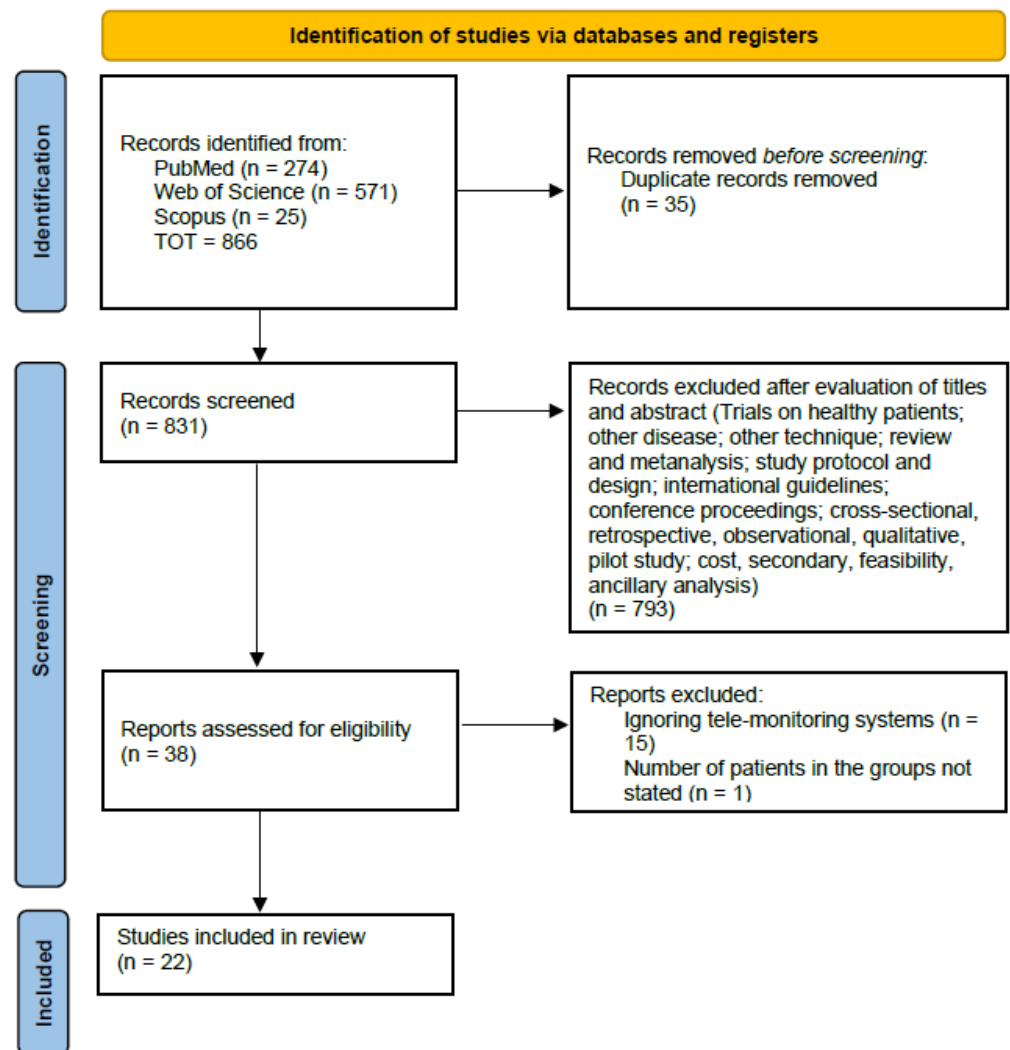 Identification of studies via databases and registers
Identification
Records identified from:
PubMed (n = 274)
Web of Science (n = 571)
Scopus (n = 25)
TOT = 866
Records removed before screening:
Duplicate records removed
(n = 35)
Screening
Records screened
(n = 831)
Records excluded after evaluation of titles
and abstract (Trials on healthy patients;
other disease; other technique; review
and metanalysis; study protocol and
design; international guidelines;
conference proceedings; cross-sectional,
retrospective, observational, qualitative,
pilot study; cost, secondary, feasibility,
ancillary analysis)
(n = 793)
Reports assessed for eligibility
(n = 38)
Reports excluded:
Ignoring tele-monitoring systems (n =
15)
Number of patients in the groups not
stated (n = 1)
Included
Studies included in review
(n = 22)